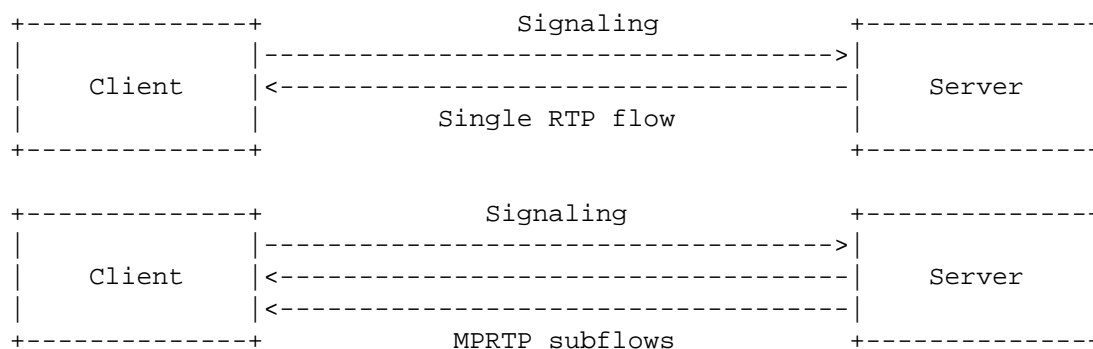 Signaling
Client Server
Single RTP flow
Signaling
Client Server
MPRTP subflows